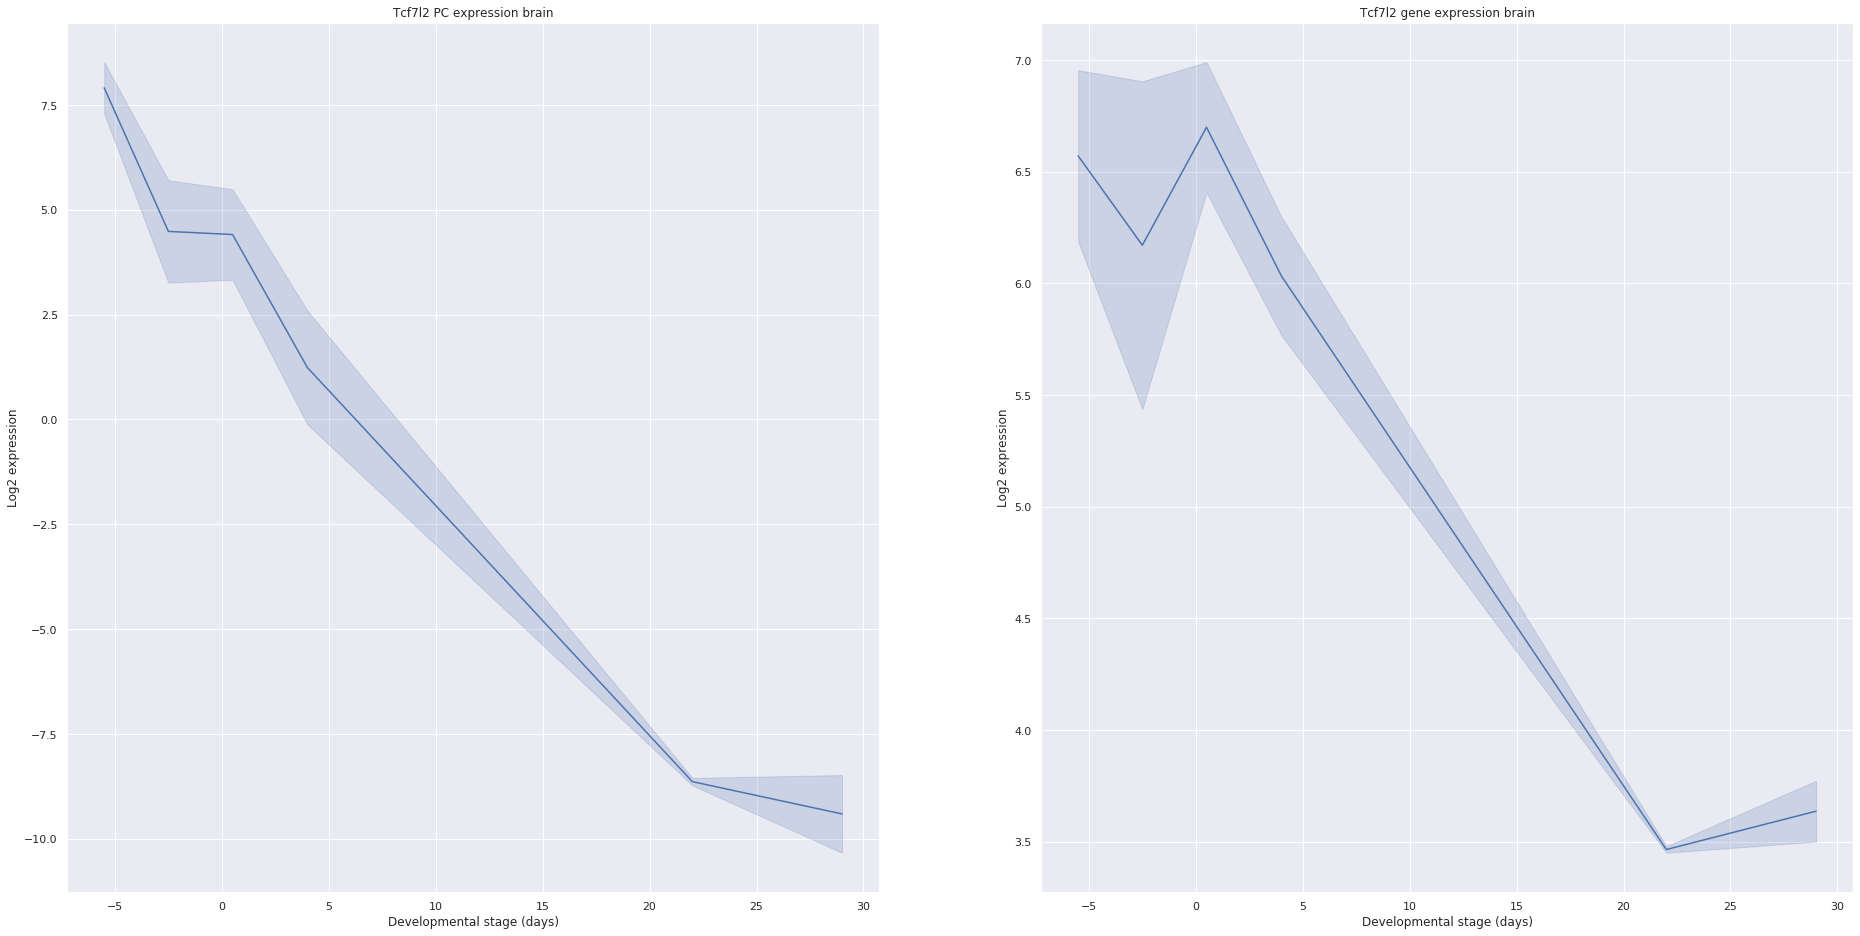 Tcf7l2 PC expression brain
Log2 expression
7.5
5.0
2.5
0.0
−2.5
−5.0
−7.5
−10.0
−5 0 5 10 15 20 25 30
Developmental stage (days)
Tcf7l2 gene expression brain
Log2 expression
7.0
6.5
6.0
5.5
5.0
4.5
4.0
3.5
−5 0 5 10 15 20 25 30
Developmental stage (days)